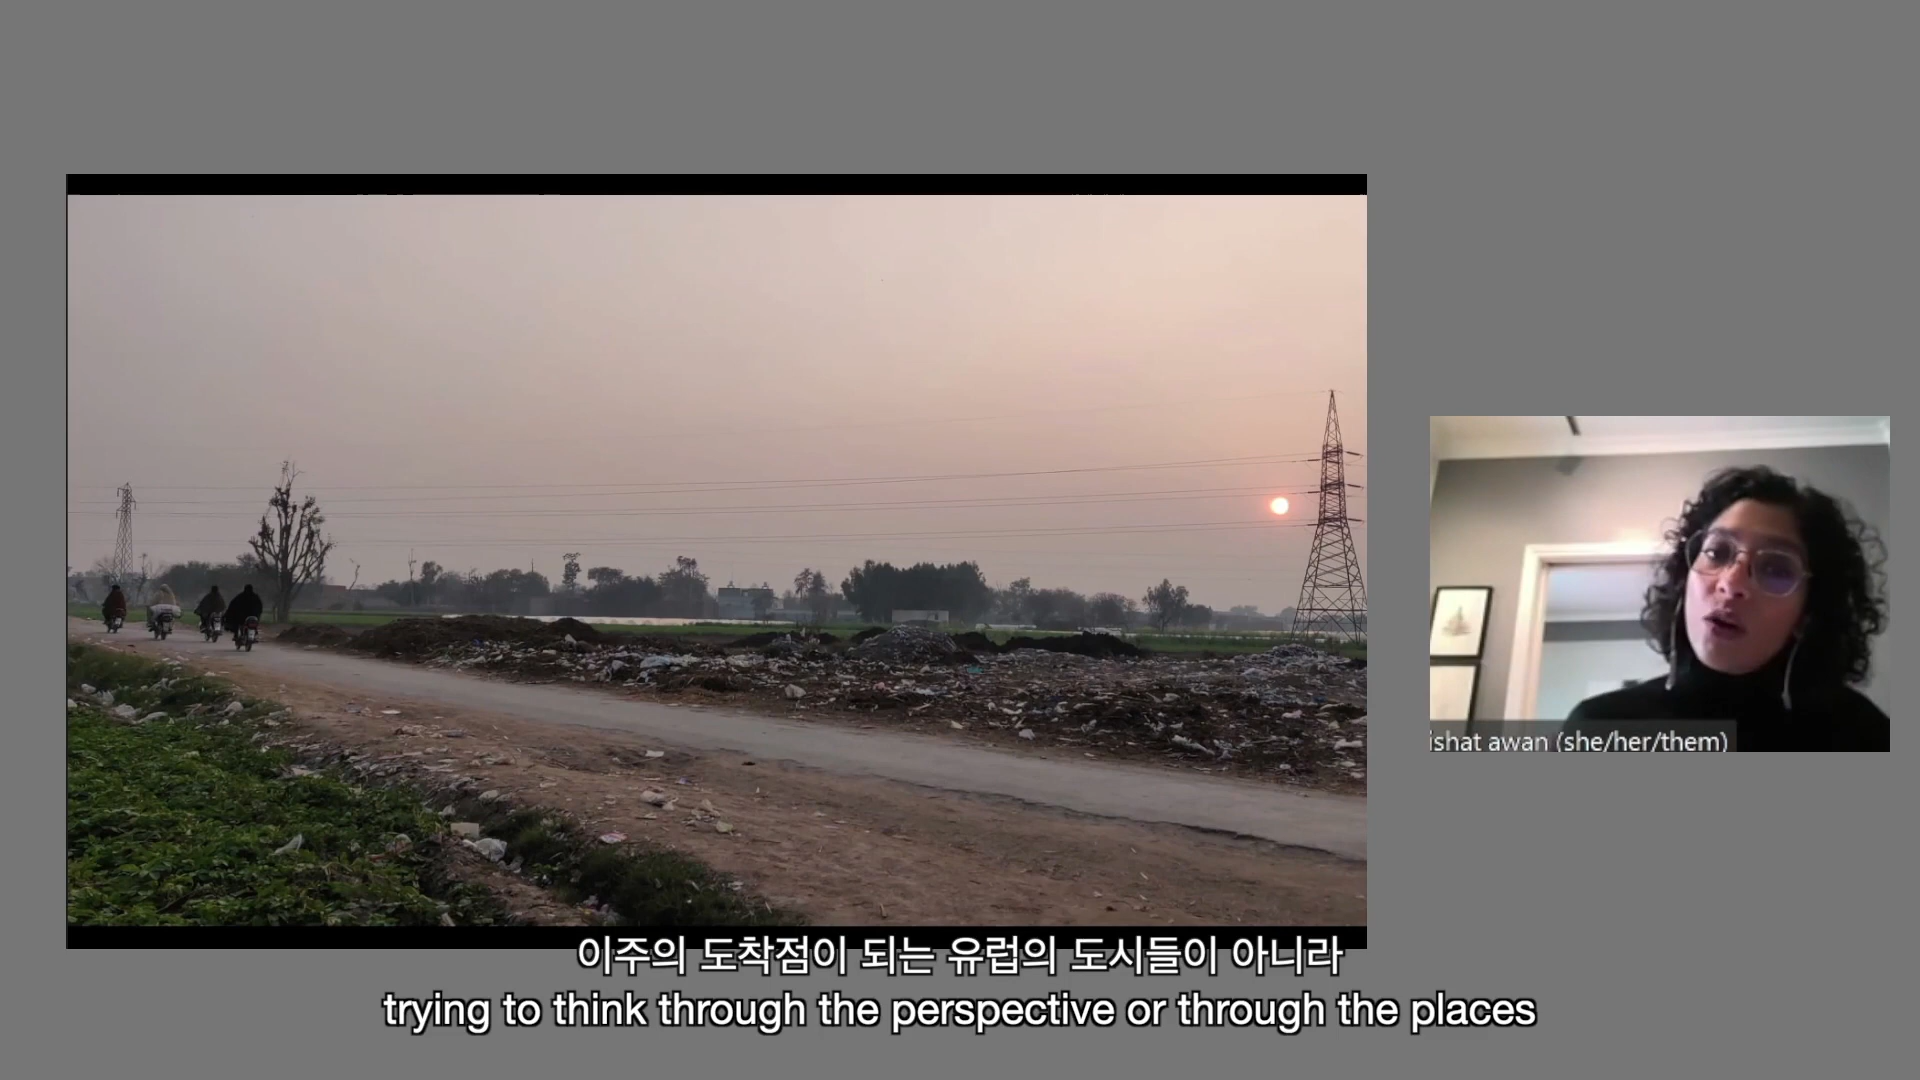 ishat awan (she/her/them)
이주의 도착점이 되는 유럽의 도시들이 아니라
trying to think through the perspective or through the places